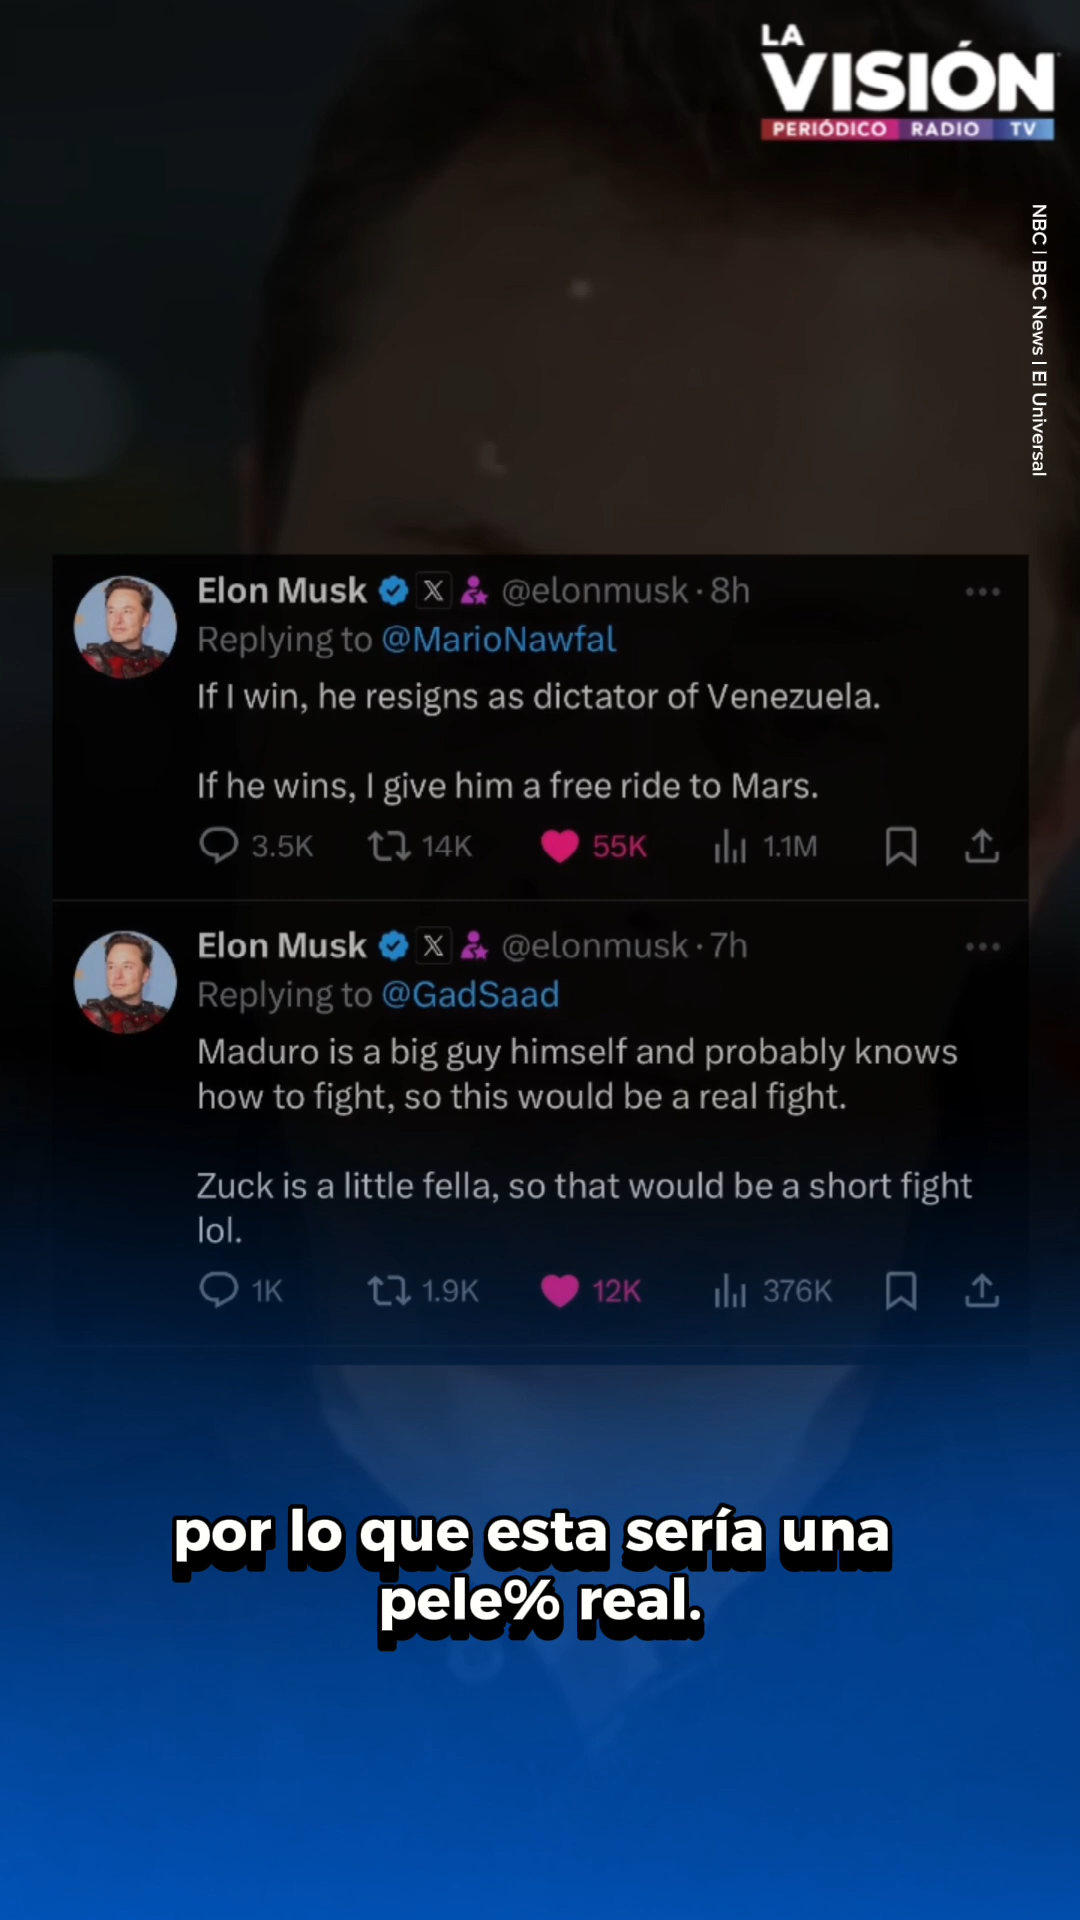 LA
VISIÓN
PERIÓDICO RADIO TV
NBC | BBC News | El Universal
Elon Musk @elonmusk · 8h
Replying to @MarioNawfal
If I win, he resigns as dictator of Venezuela.
If he wins, I give him a free ride to Mars.
3.5K 14K 55K 1.1M
Elon Musk @elonmusk · 7h
Replying to @GadSaad
Maduro is a big guy himself and probably knows
how to fight, so this would be a real fight.
Zuck is a little fella, so that would be a short fight
lol.
1K 1.9K 12K 376K
por lo que esta sería una
pele% real.